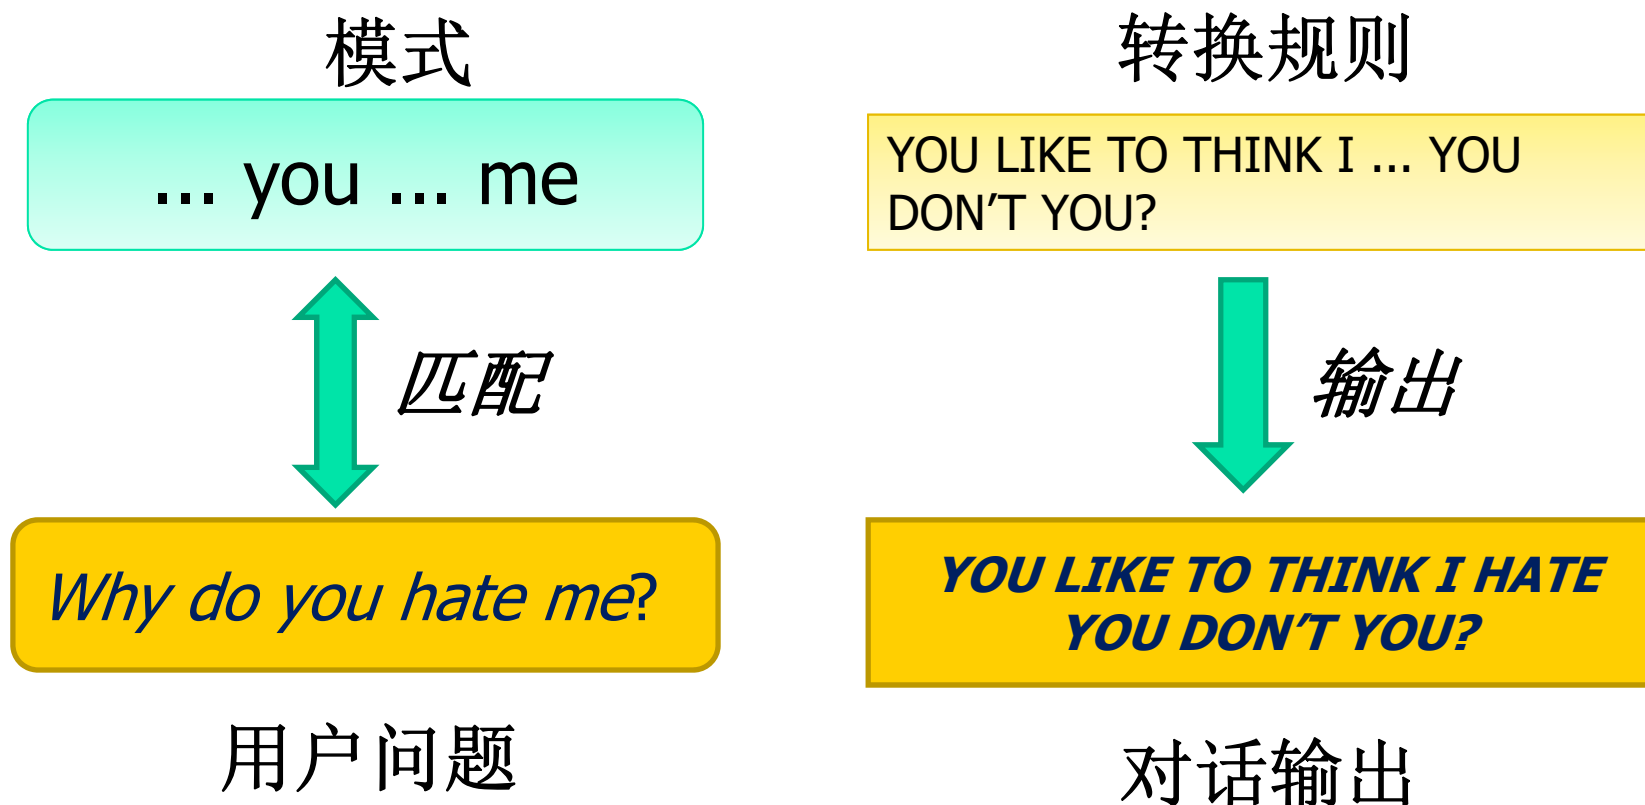 模式
... you ... me
匹配
Why do you hate me?
用户问题
转换规则
YOU LIKE TO THINK I ... YOU
DON’T YOU?
输出
YOU LIKE TO THINK I HATE
YOU DON’T YOU?
对话输出